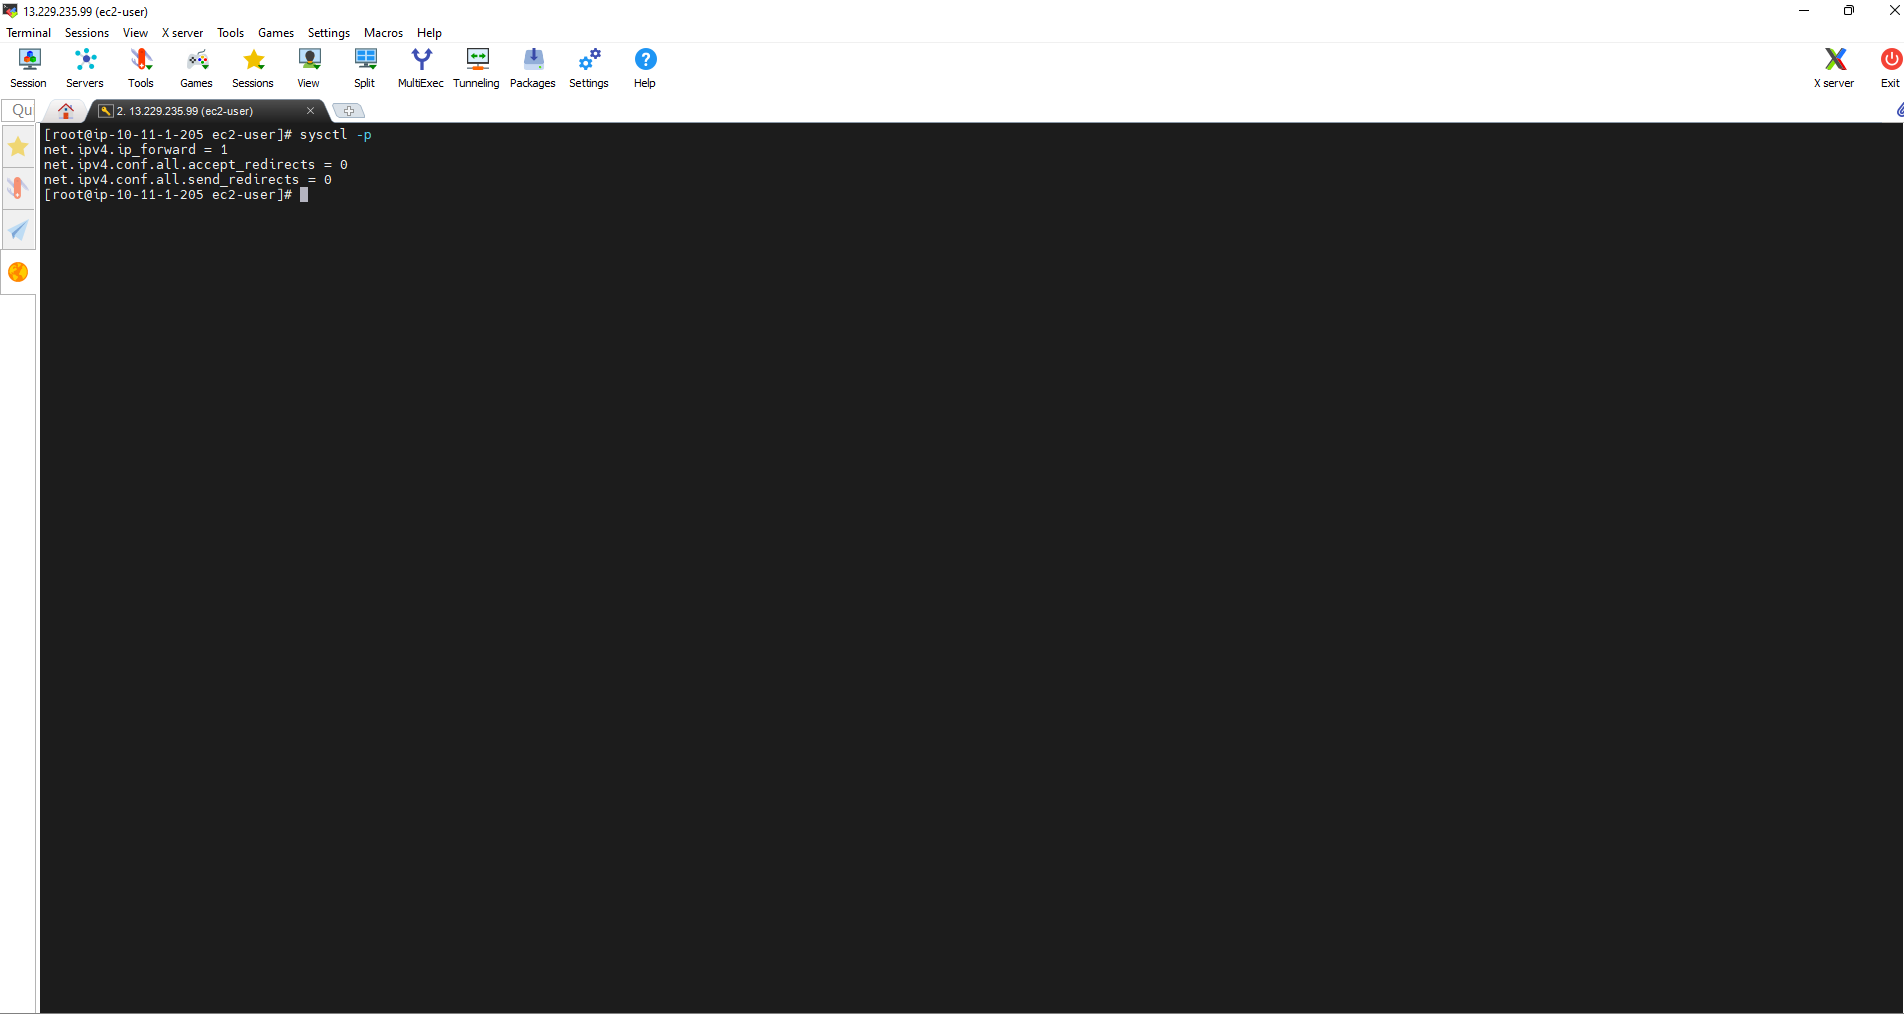 13.229.235.99 (ec2-user)
Terminal Sessions View X server Tools Games Settings Macros Help
Session Servers Tools Games Sessions View Split MultiExec Tunneling Packages Settings Help X server Exit
Qu 2. 13.229.235.99 (ec2-user)
[root@ip-10-11-1-205 ec2-user]# sysctl -p
net.ipv4.ip_forward = 1
net.ipv4.conf.all.accept_redirects = 0
net.ipv4.conf.all.send_redirects = 0
[root@ip-10-11-1-205 ec2-user]#